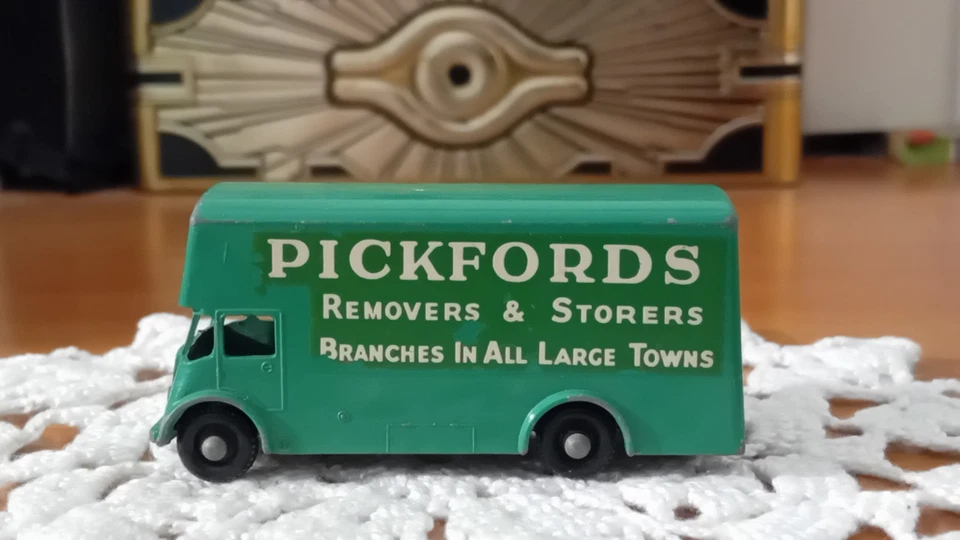 PICKFORDS
REMOVERS & STORERS
BRANCHES IN ALL LARGE TOWNS